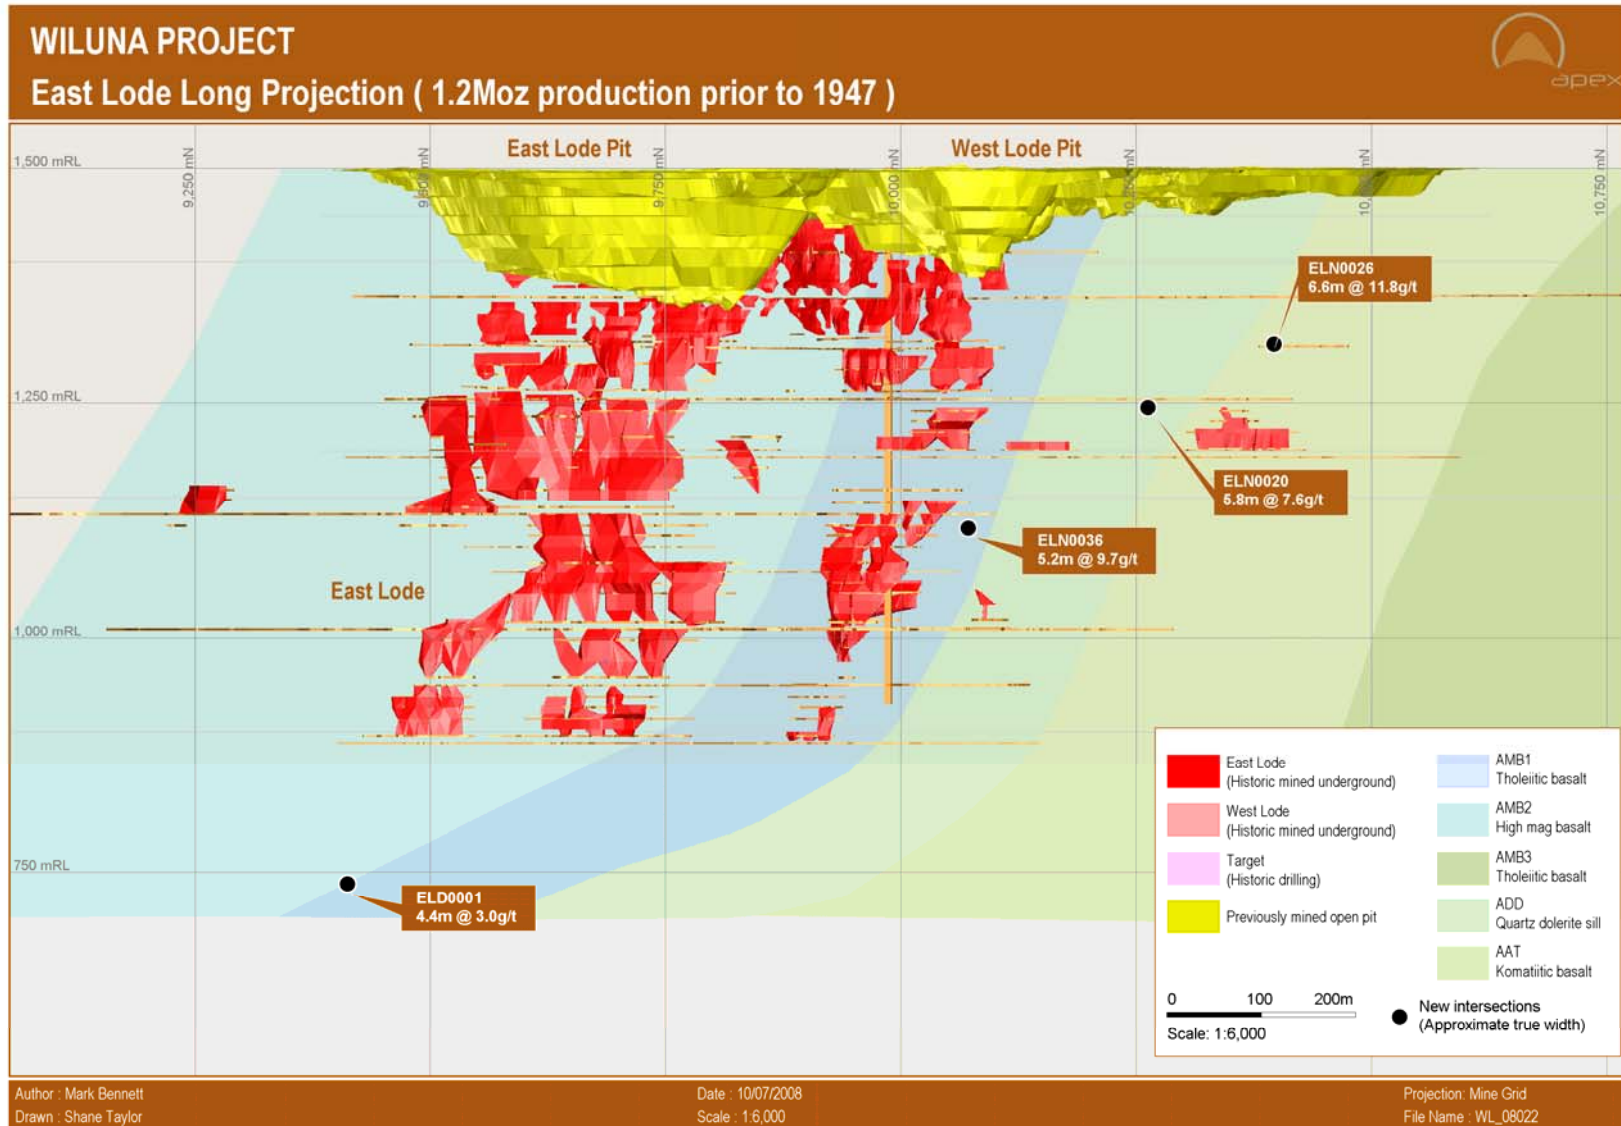 WILUNA PROJECT
East Lode Long Projection ( 1.2Moz production prior to 1947 )
apex
East Lode Pit
West Lode Pit
1,500 mRL
9,250 mN
9,750 mN
10,000 mN
10,750 mN
ELN0026
6.6m @ 11.8g/t
1,250 mRL
ELN0020
5.8m @ 7.6g/t
ELN0036
5.2m @ 9.7g/t
East Lode
1,000 mRL
750 mRL
ELD0001
4.4m @ 3.0g/t
East Lode
(Historic mined underground)
West Lode
(Historic mined underground)
Target
(Historic drilling)
Previously mined open pit
AMB1
Tholeiitic basalt
AMB2
High mag basalt
AMB3
Tholeiitic basalt
ADD
Quartz dolerite sill
AAT
Komatiitic basalt
0 100 200m
Scale: 1:6,000
New intersections
(Approximate true width)
Author : Mark Bennett
Drawn : Shane Taylor
Date : 10/07/2008
Scale : 1:6,000
Projection: Mine Grid
File Name : WL_08022